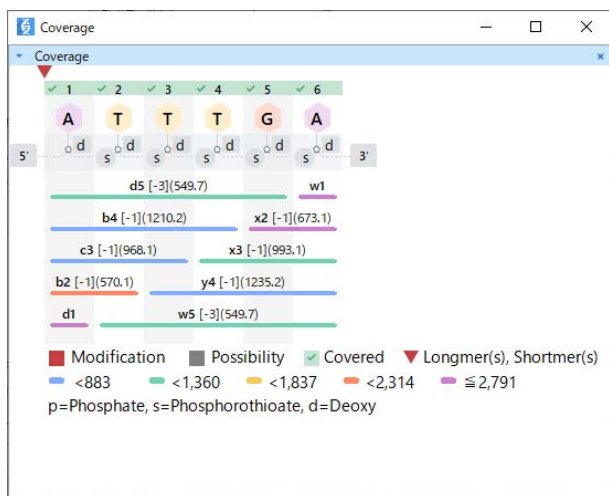 Coverage
Coverage
1 2 3 4 5 6
A T T T G A
d d d d d d
5' s s s s s 3'
d5 [-3](549.7) w1
b4 [-1](1210.2) x2 [-1](673.1)
c3 [-1](968.1) x3 [-1](993.1)
b2 [-1](570.1) y4 [-1](1235.2)
d1 w5 [-3](549.7)
Modification Possibility Covered Longmer(s), Shortmer(s)
<883 <1,360 <1,837 <2,314 ≦2,791
p=Phosphate, s=Phosphorothioate, d=Deoxy